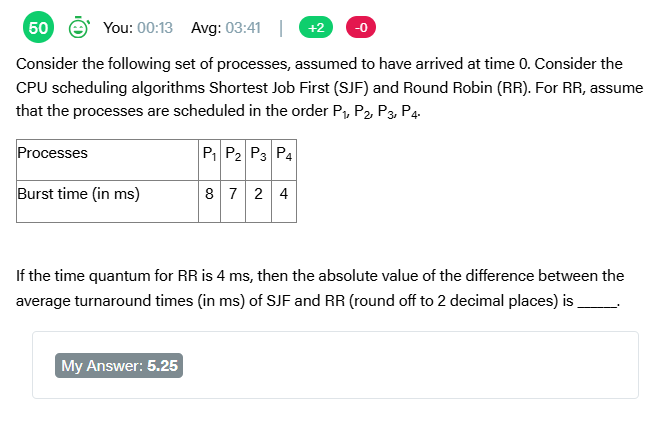 50 You: 00:13 Avg: 03:41 | +2 -0
Consider the following set of processes, assumed to have arrived at time 0. Consider the
CPU scheduling algorithms Shortest Job First (SJF) and Round Robin (RR). For RR, assume
that the processes are scheduled in the order P₁, P₂, P₃, P₄.
Processes P₁ P₂ P₃ P₄
Burst time (in ms) 8 7 2 4
If the time quantum for RR is 4 ms, then the absolute value of the difference between the
average turnaround times (in ms) of SJF and RR (round off to 2 decimal places) is _____.
My Answer: 5.25